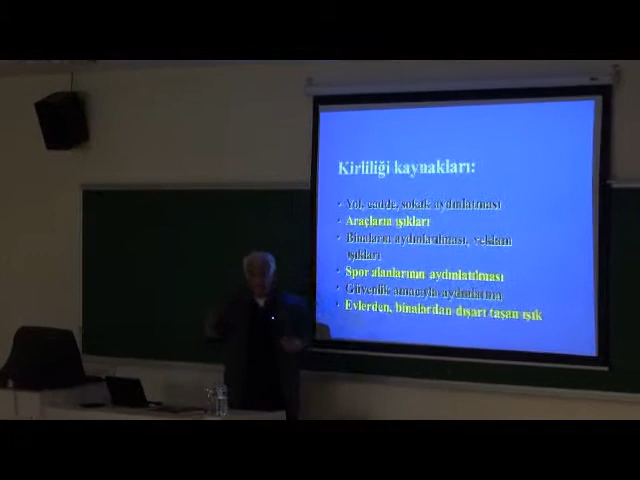 Kirliliği kaynakları:
• Yol, cadde, sokak aydınlatması
• Araçların ışıkları
• Binaların aydınlatılması, reklam
ışıkları
• Spor alanlarının aydınlatılması
• Güvenlik amacıyla aydınlatma
• Evlerden, binalardan dışarı taşan ışık